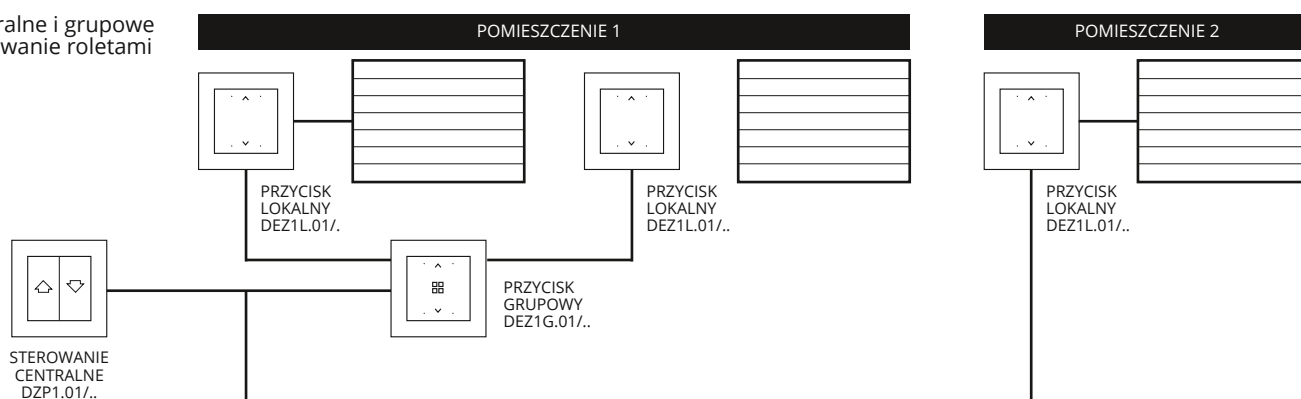 ralne i grupowe
wanie roletami
POMIESZCZENIE 1
POMIESZCZENIE 2
PRZYCISK
LOKALNY
DEZ1L.01/.
PRZYCISK
LOKALNY
DEZ1L.01/..
PRZYCISK
LOKALNY
DEZ1L.01/..
PRZYCISK
GRUPOWY
DEZ1G.01/..
STEROWANIE
CENTRALNE
DZP1.01/..